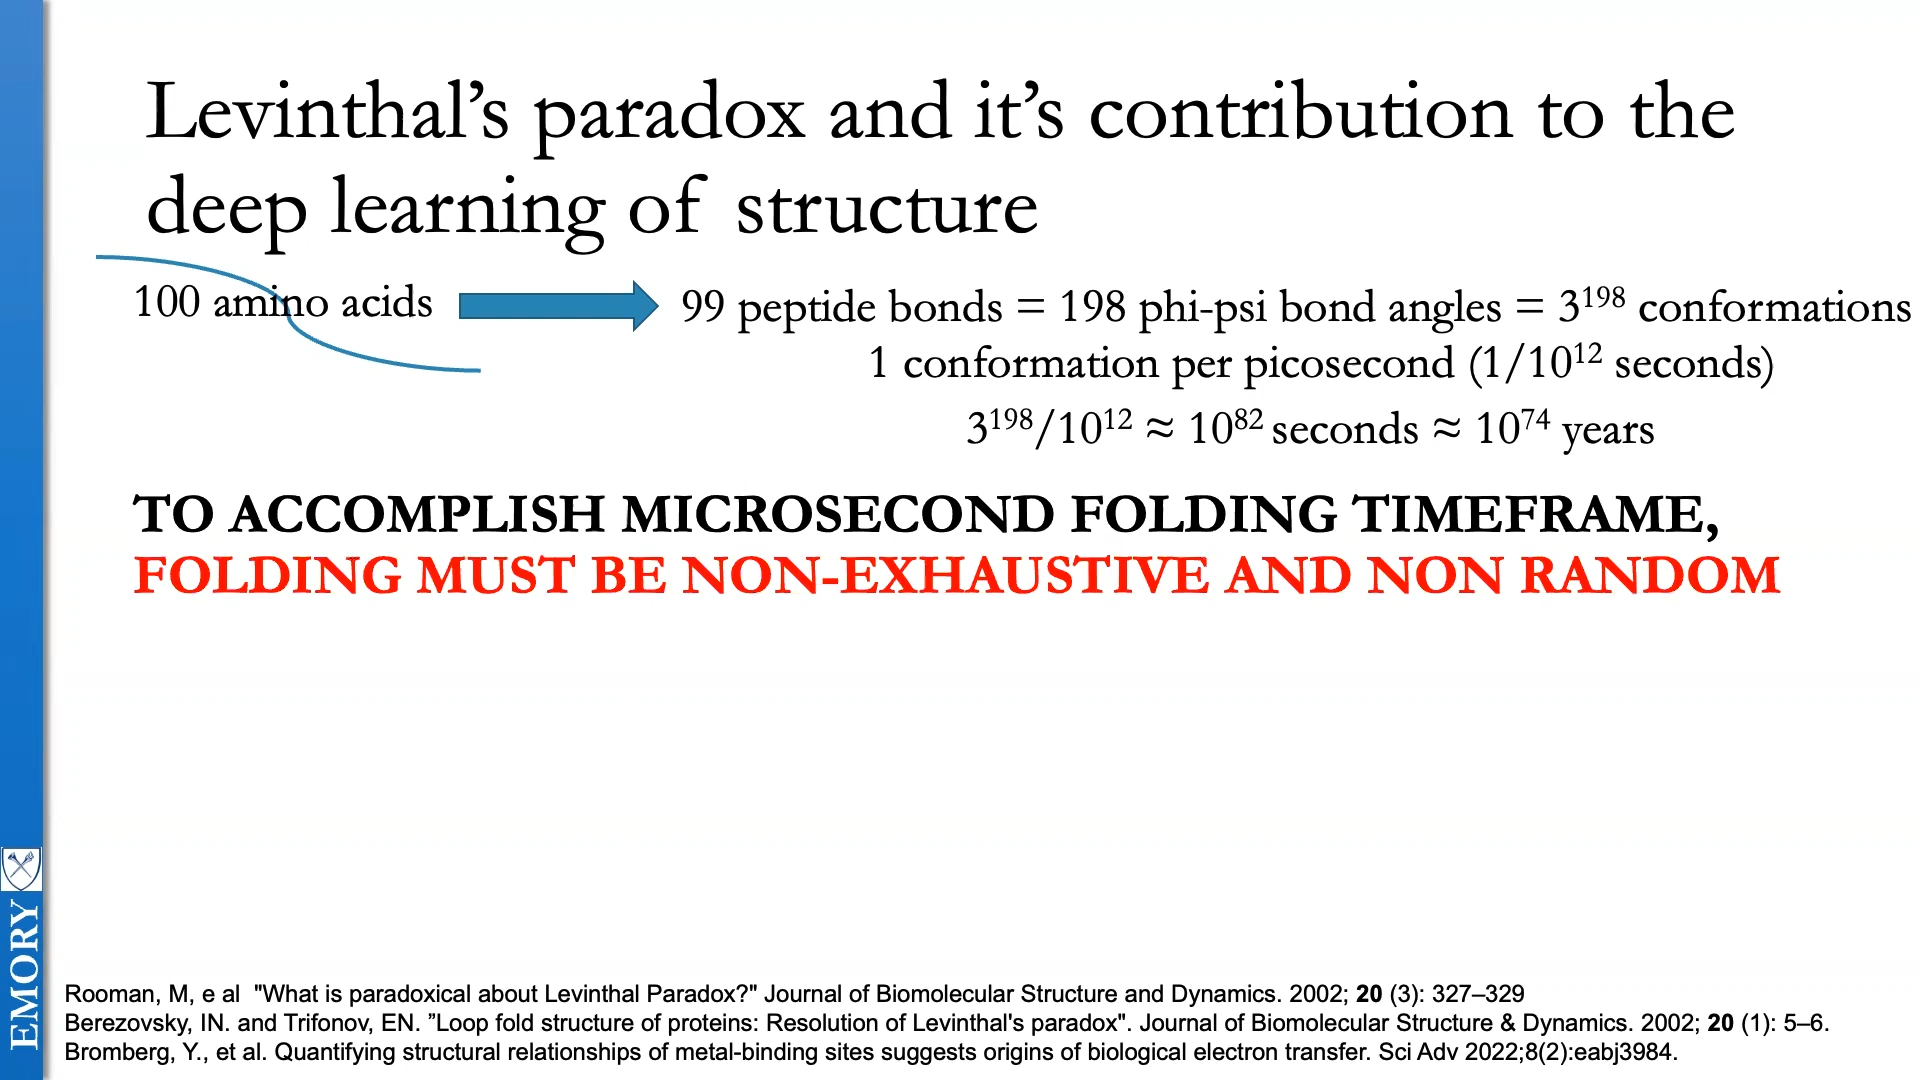 Levinthal’s paradox and it’s contribution to the
deep learning of structure
100 amino acids
99 peptide bonds = 198 phi-psi bond angles = 3¹⁹⁸ conformations
1 conformation per picosecond (1/10¹² seconds)
3¹⁹⁸/10¹² ≈ 10⁸² seconds ≈ 10⁷⁴ years
TO ACCOMPLISH MICROSECOND FOLDING TIMEFRAME,
FOLDING MUST BE NON-EXHAUSTIVE AND NON RANDOM
EMORY
Rooman, M, e al "What is paradoxical about Levinthal Paradox?" Journal of Biomolecular Structure and Dynamics. 2002; 20 (3): 327–329
Berezovsky, IN. and Trifonov, EN. ”Loop fold structure of proteins: Resolution of Levinthal's paradox". Journal of Biomolecular Structure & Dynamics. 2002; 20 (1): 5–6.
Bromberg, Y., et al. Quantifying structural relationships of metal-binding sites suggests origins of biological electron transfer. Sci Adv 2022;8(2):eabj3984.